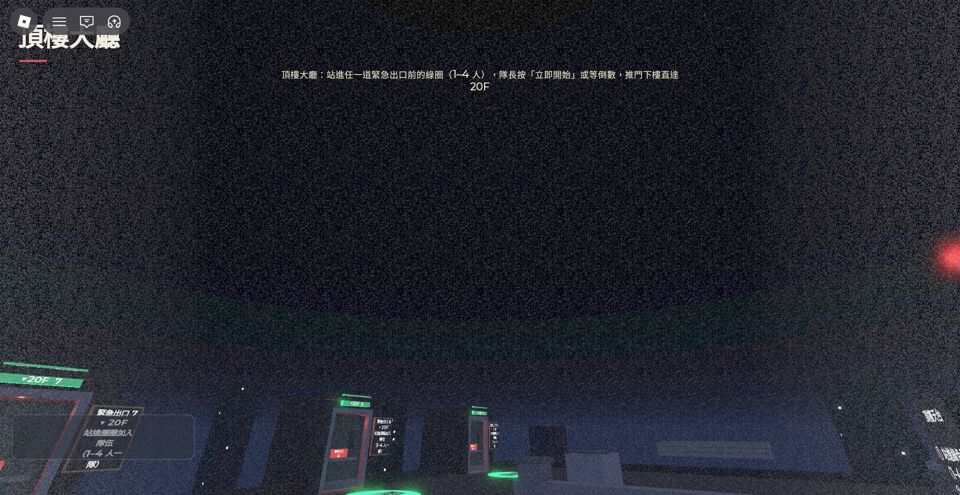 頂樓大廳
頂樓大廳：站進任一道緊急出口前的綠圈（1–4 人），隊長按「立即開始」或等倒數，推門下樓直達
20F
▼20F 7
緊急出口 7
▼ 20F
站進綠圈加入
隊伍
(1–4 人一
隊)